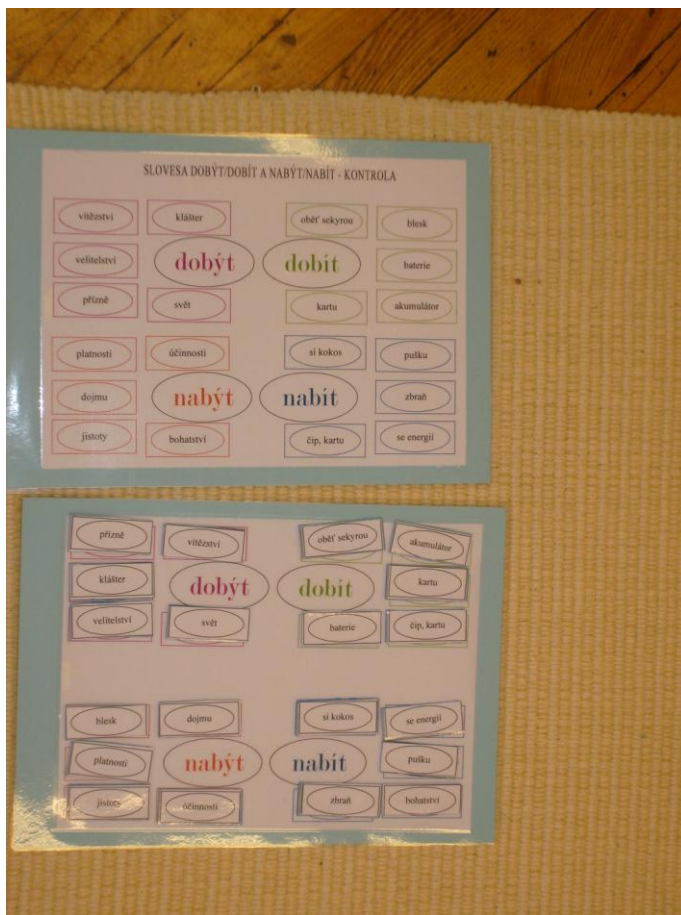 SLOVESA DOBÝT/DOBÍT A NABÝT/NABÍT - KONTROLA
vítězství klášter oběť sekyrou blesk
velitelství dobýt dobít baterie
přízně svět kartu akumulátor
platnosti účinnosti si kokos pušku
dojmu nabýt nabít zbraň
jistoty bohatství čip, kartu se energií
přízně vítězství oběť sekyrou akumulátor
klášter dobýt dobít kartu
velitelství svět baterie čip, kartu
blesk dojmu si kokos se energií
platnosti nabýt nabít pušku
jistoty účinnosti zbraň bohatství